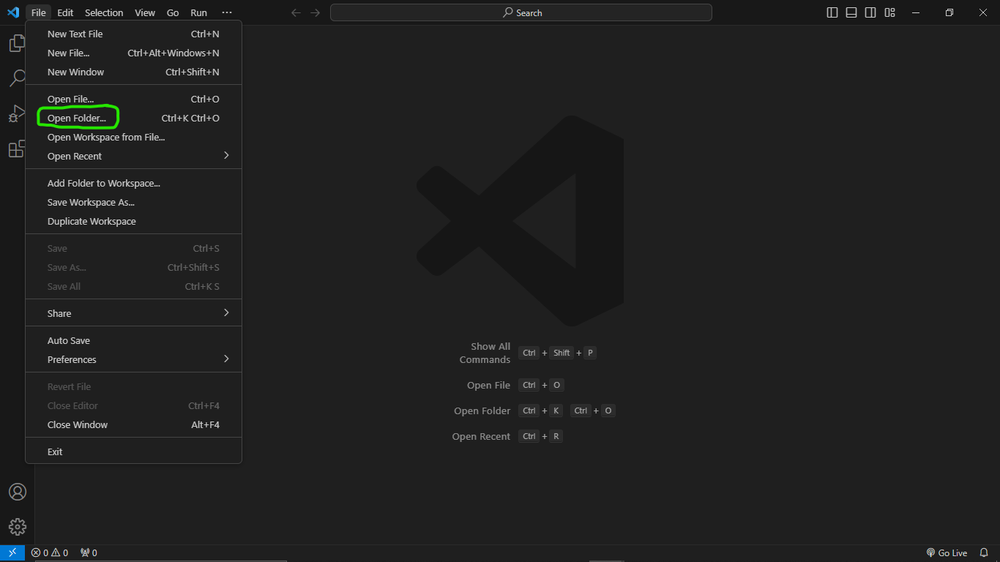 File Edit Selection View Go Run ···
Search
New Text File Ctrl+N
New File... Ctrl+Alt+Windows+N
New Window Ctrl+Shift+N
Open File... Ctrl+O
Open Folder... Ctrl+K Ctrl+O
Open Workspace from File...
Open Recent
Add Folder to Workspace...
Save Workspace As...
Duplicate Workspace
Save Ctrl+S
Save As... Ctrl+Shift+S
Save All Ctrl+K S
Share
Auto Save
Preferences
Revert File
Close Editor Ctrl+F4
Close Window Alt+F4
Exit
Show All
Commands Ctrl + Shift + P
Open File Ctrl + O
Open Folder Ctrl + K Ctrl + O
Open Recent Ctrl + R
0 0 0 Go Live